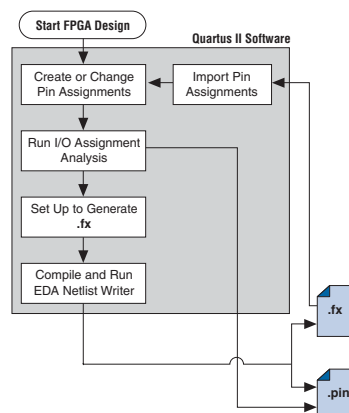 Start FPGA Design
Quartus II Software
Create or Change
Pin Assignments
Import Pin
Assignments
Run I/O Assignment
Analysis
Set Up to Generate
.fx
Compile and Run
EDA Netlist Writer
.fx
.pin